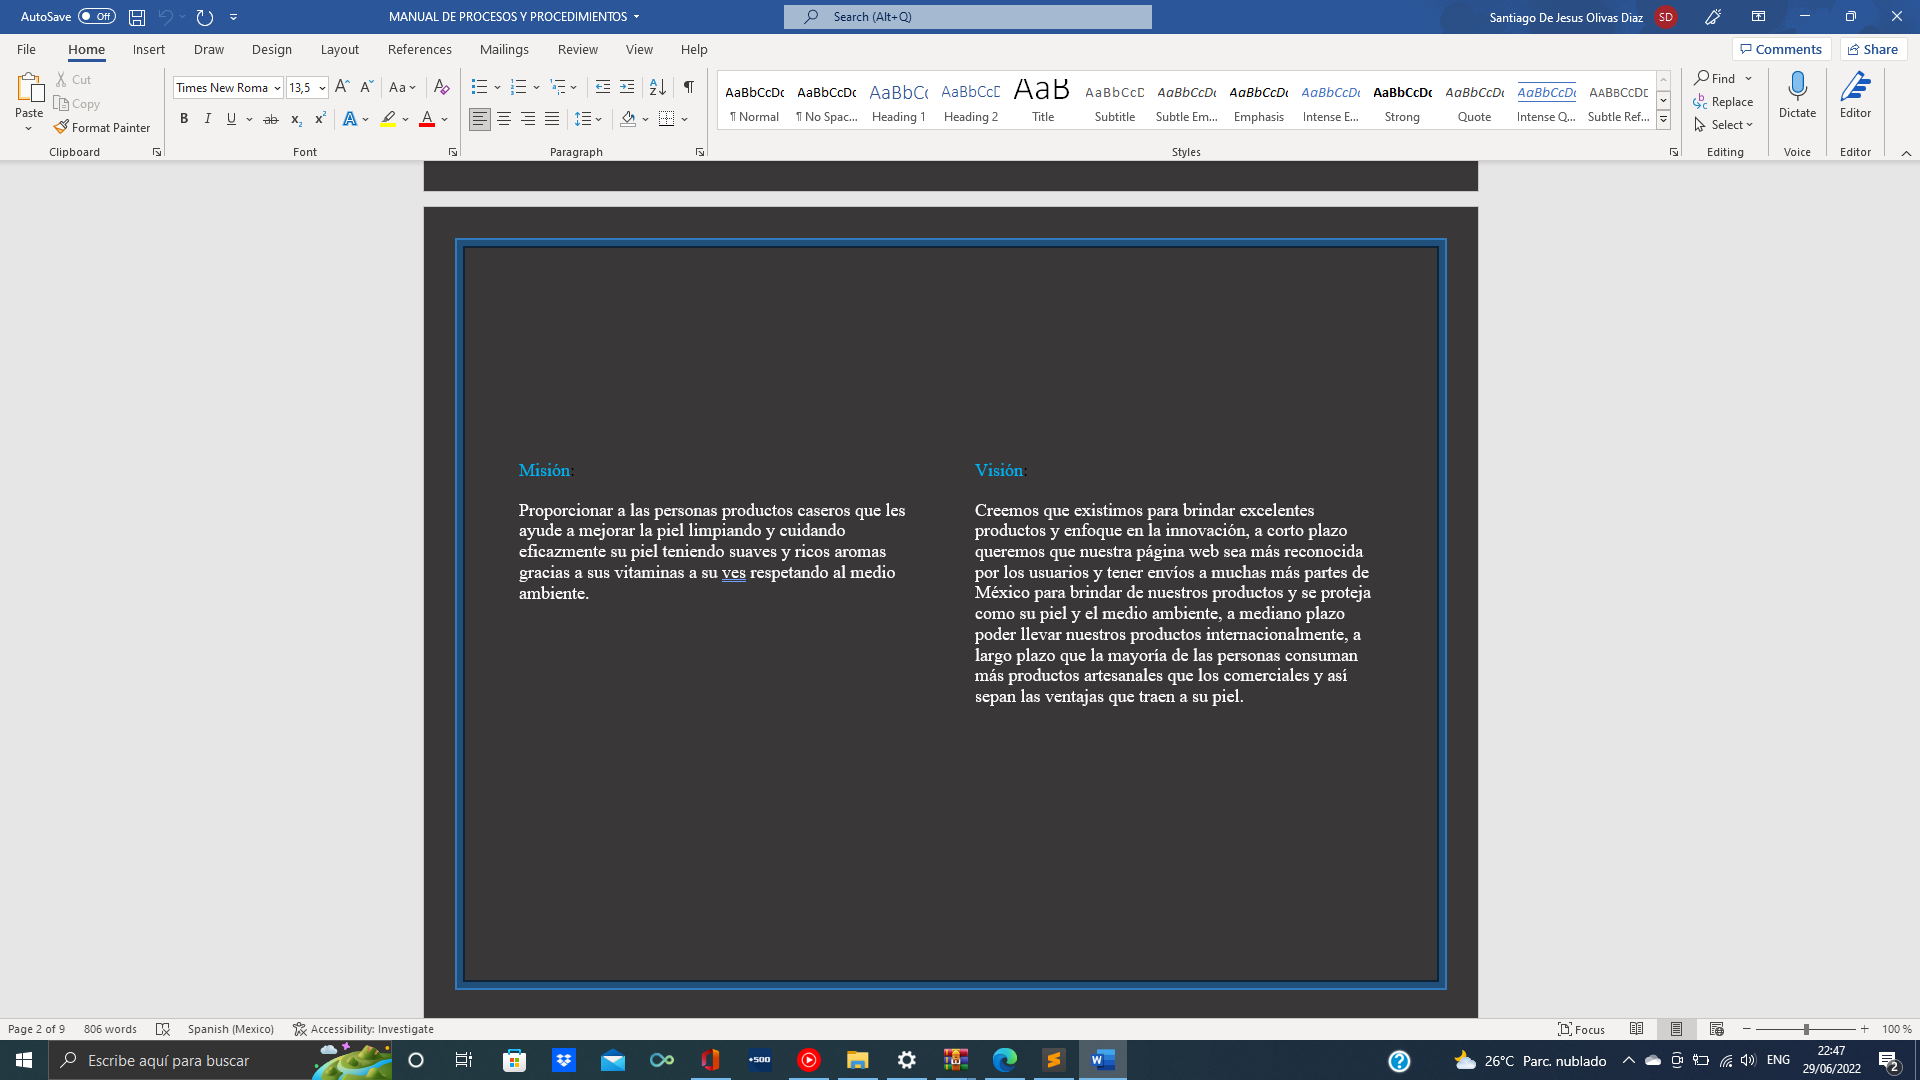 AutoSave Off MANUAL DE PROCESOS Y PROCEDIMIENTOS Search (Alt+Q) Santiago De Jesus Olivas Diaz SD
File Home Insert Draw Design Layout References Mailings Review View Help Comments Share
Paste Cut
Copy
Format Painter
Clipboard
Times New Roma 13,5
Font
Paragraph
AaBbCcDc AaBbCcDc AaBbCc AaBbCcD AaB AaBbCcD AaBbCcDc AaBbCcDc AaBbCcDc AaBbCcDc AaBbCcDc AaBbCcDc AaBbCcDc
¶ Normal ¶ No Spac... Heading 1 Heading 2 Title Subtitle Subtle Em... Emphasis Intense E... Strong Quote Intense Q... Subtle Ref...
Styles
Find
Replace
Select
Editing
Dictate
Voice
Editor
Editor
Misión:
Proporcionar a las personas productos caseros que les
ayude a mejorar la piel limpiando y cuidando
eficazmente su piel teniendo suaves y ricos aromas
gracias a sus vitaminas a su ves respetando al medio
ambiente.
Visión:
Creemos que existimos para brindar excelentes
productos y enfoque en la innovación, a corto plazo
queremos que nuestra página web sea más reconocida
por los usuarios y tener envíos a muchas más partes de
México para brindar de nuestros productos y se proteja
como su piel y el medio ambiente, a mediano plazo
poder llevar nuestros productos internacionalmente, a
largo plazo que la mayoría de las personas consuman
más productos artesanales que los comerciales y así
sepan las ventajas que traen a su piel.
Page 2 of 9 806 words Spanish (Mexico) Accessibility: Investigate Focus 100 %
Escribe aquí para buscar +500 26°C Parc. nublado ENG 22:47
29/06/2022 2